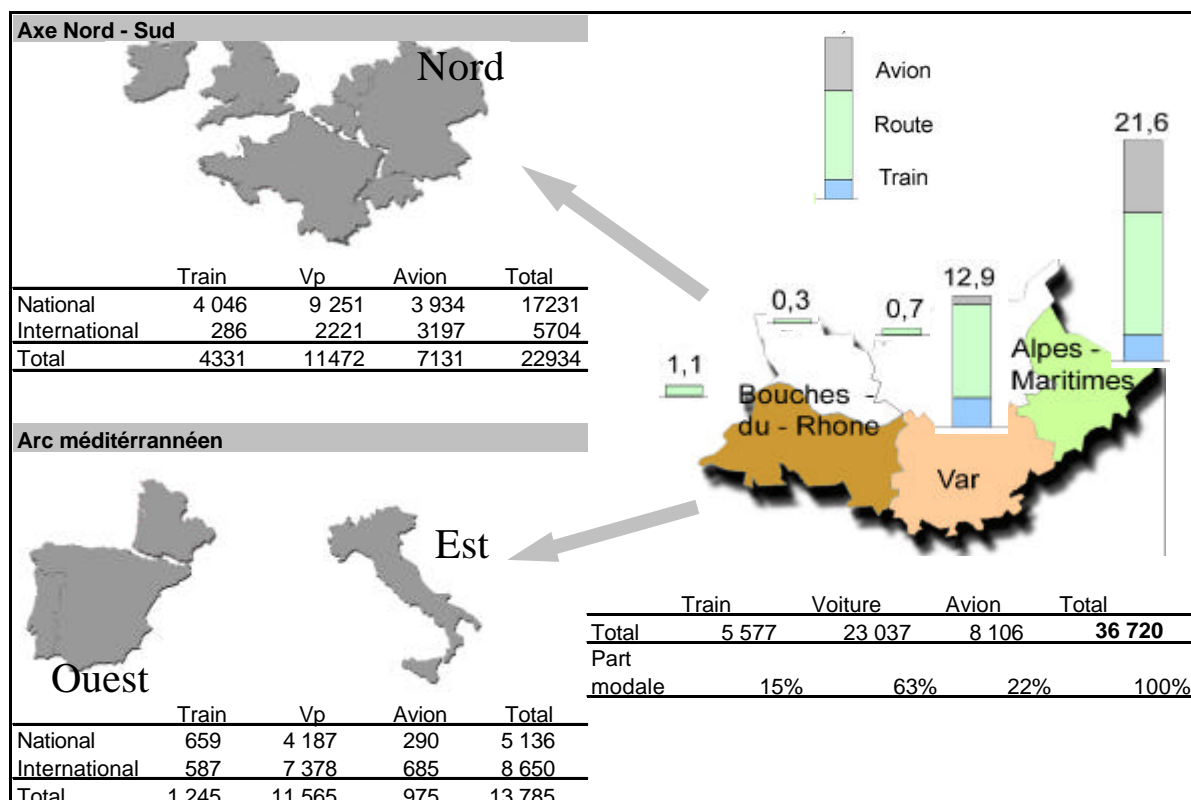 Axe Nord - Sud
Nord
Train Vp Avion Total
National 4 046 9 251 3 934 17231
International 286 2221 3197 5704
Total 4331 11472 7131 22934
Arc méditérrannéen
Ouest
Est
Train Vp Avion Total
National 659 4 187 290 5 136
International 587 7 378 685 8 650
Total 1 245 11 565 975 13 785
Avion
Route
Train
21,6
12,9
0,3
0,7
1,1
Alpes -
Maritimes
Bouches -
du - Rhone
Var
Train Voiture Avion Total
Total 5 577 23 037 8 106 36 720
Part
modale 15% 63% 22% 100%